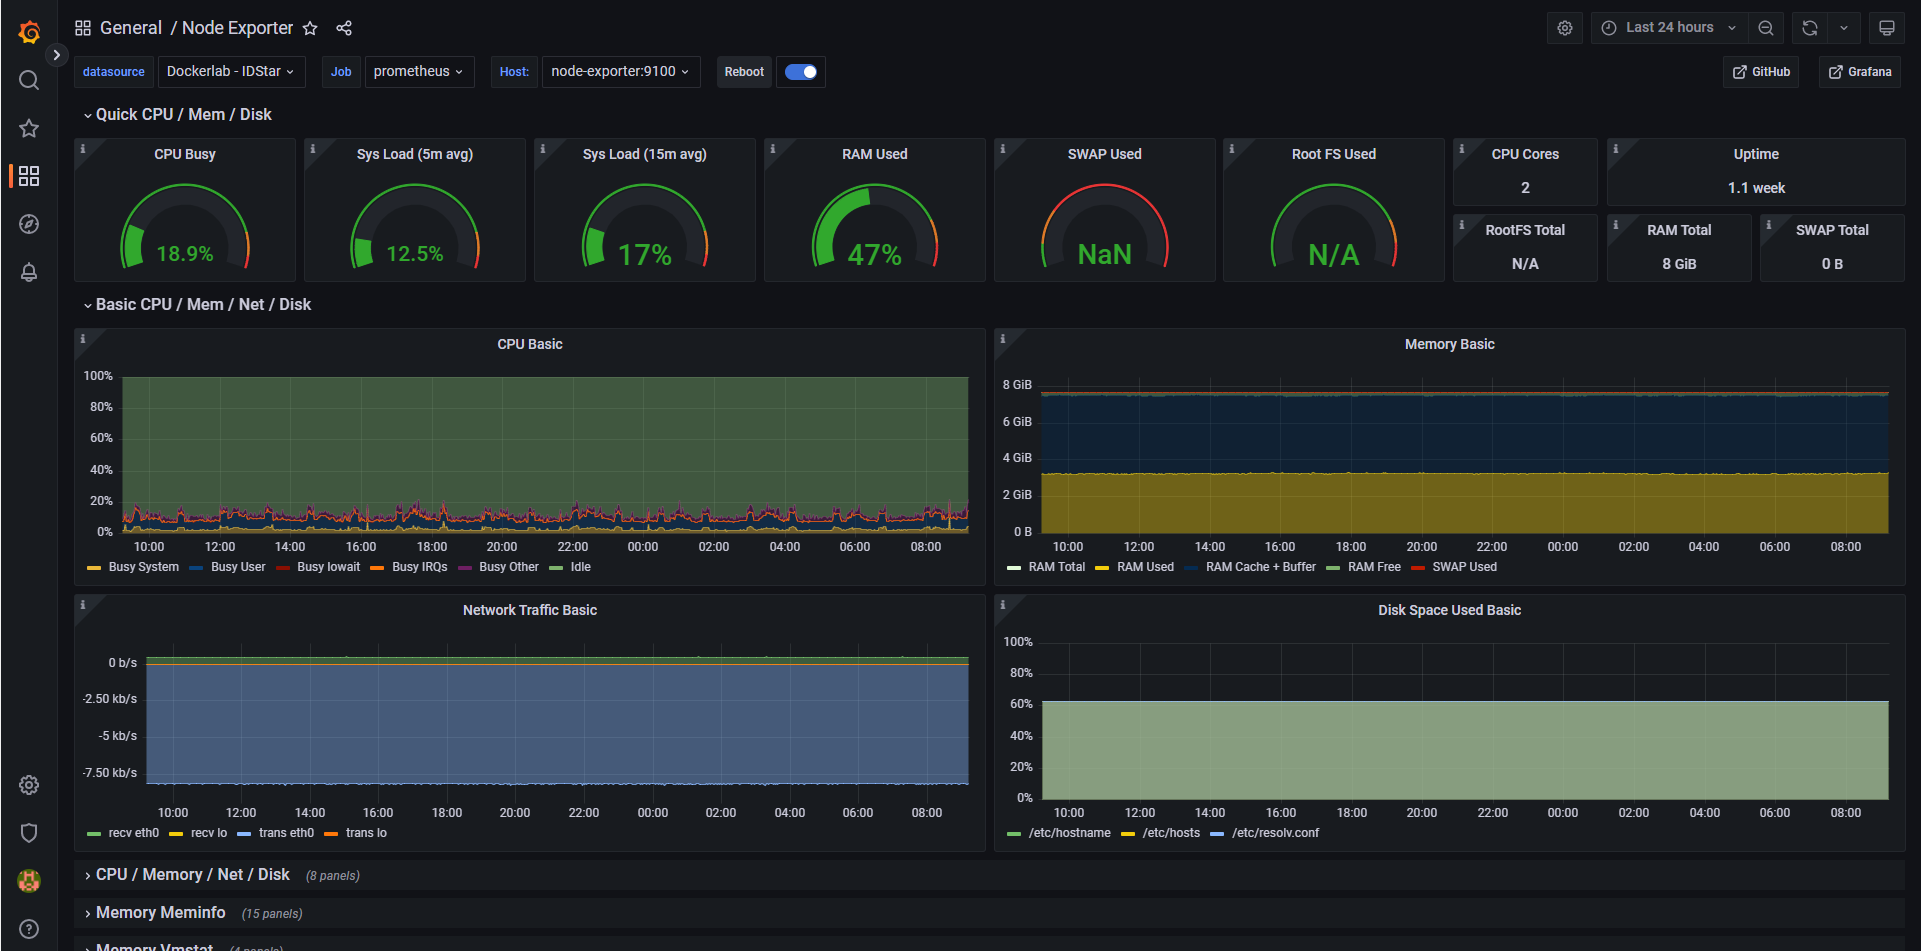 General / Node Exporter
Last 24 hours
datasource Dockerlab - IDStar Job prometheus Host: node-exporter:9100 Reboot
GitHub Grafana
Quick CPU / Mem / Disk
CPU Busy
18.9%
Sys Load (5m avg)
12.5%
Sys Load (15m avg)
17%
RAM Used
47%
SWAP Used
NaN
Root FS Used
N/A
CPU Cores
2
Uptime
1.1 week
RootFS Total
N/A
RAM Total
8 GiB
SWAP Total
0 B
Basic CPU / Mem / Net / Disk
CPU Basic
100%
80%
60%
40%
20%
0%
10:00 12:00 14:00 16:00 18:00 20:00 22:00 00:00 02:00 04:00 06:00 08:00
Busy System Busy User Busy Iowait Busy IRQs Busy Other Idle
Memory Basic
8 GiB
6 GiB
4 GiB
2 GiB
0 B
10:00 12:00 14:00 16:00 18:00 20:00 22:00 00:00 02:00 04:00 06:00 08:00
RAM Total RAM Used RAM Cache + Buffer RAM Free SWAP Used
Network Traffic Basic
0 b/s
-2.50 kb/s
-5 kb/s
-7.50 kb/s
10:00 12:00 14:00 16:00 18:00 20:00 22:00 00:00 02:00 04:00 06:00 08:00
recv eth0 recv lo trans eth0 trans lo
Disk Space Used Basic
100%
80%
60%
40%
20%
0%
10:00 12:00 14:00 16:00 18:00 20:00 22:00 00:00 02:00 04:00 06:00 08:00
/etc/hostname /etc/hosts /etc/resolv.conf
CPU / Memory / Net / Disk (8 panels)
Memory Meminfo (15 panels)
Memory Vmstat (4 panels)